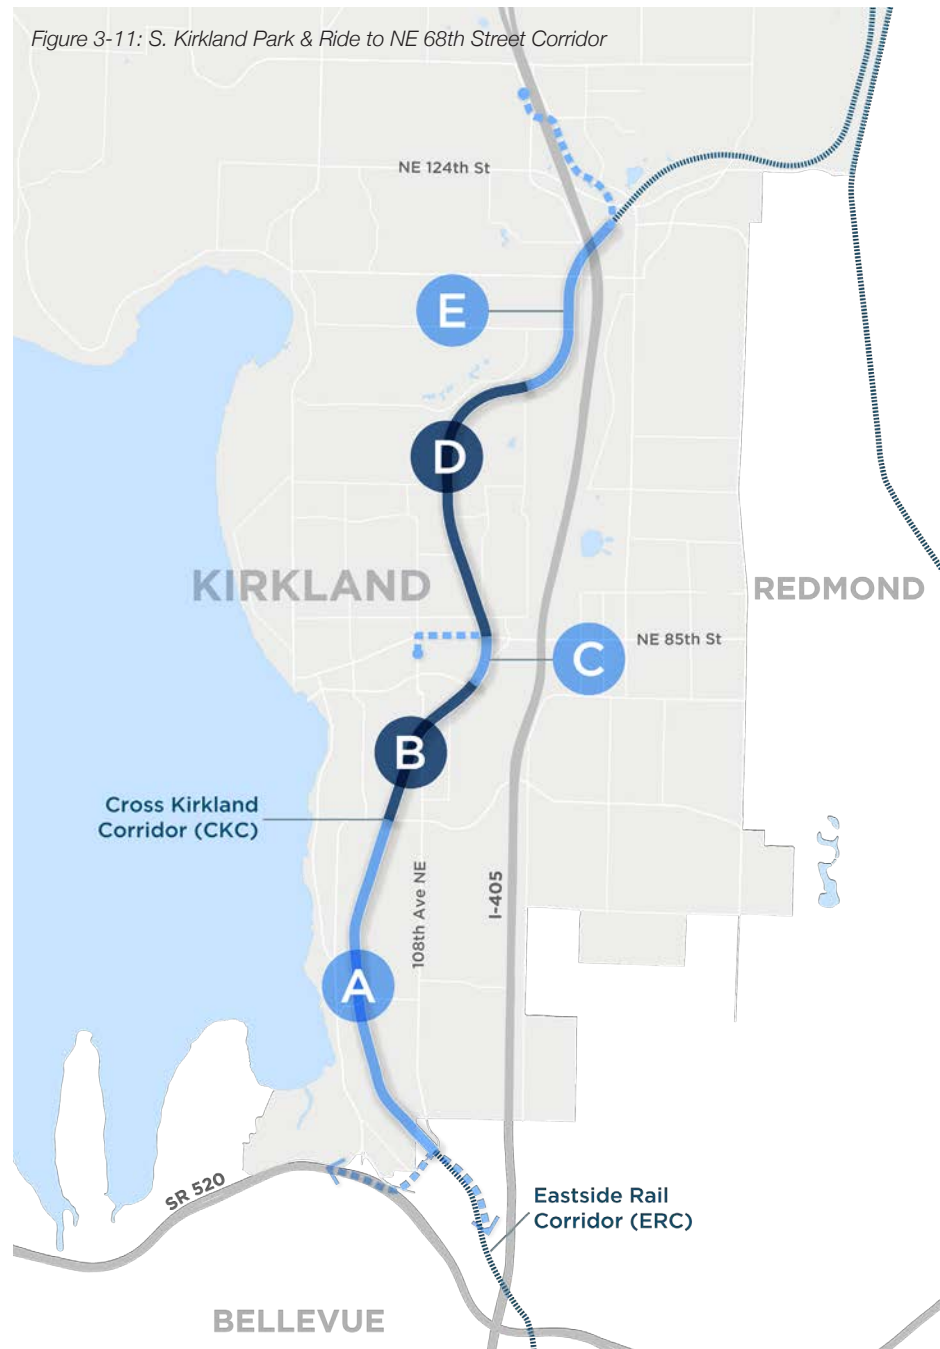 Figure 3-11: S. Kirkland Park & Ride to NE 68th Street Corridor
NE 124th St
E
D
KIRKLAND
REDMOND
NE 85th St
C
B
Cross Kirkland
Corridor (CKC)
108th Ave NE
I-405
A
SR 520
Eastside Rail
Corridor (ERC)
BELLEVUE